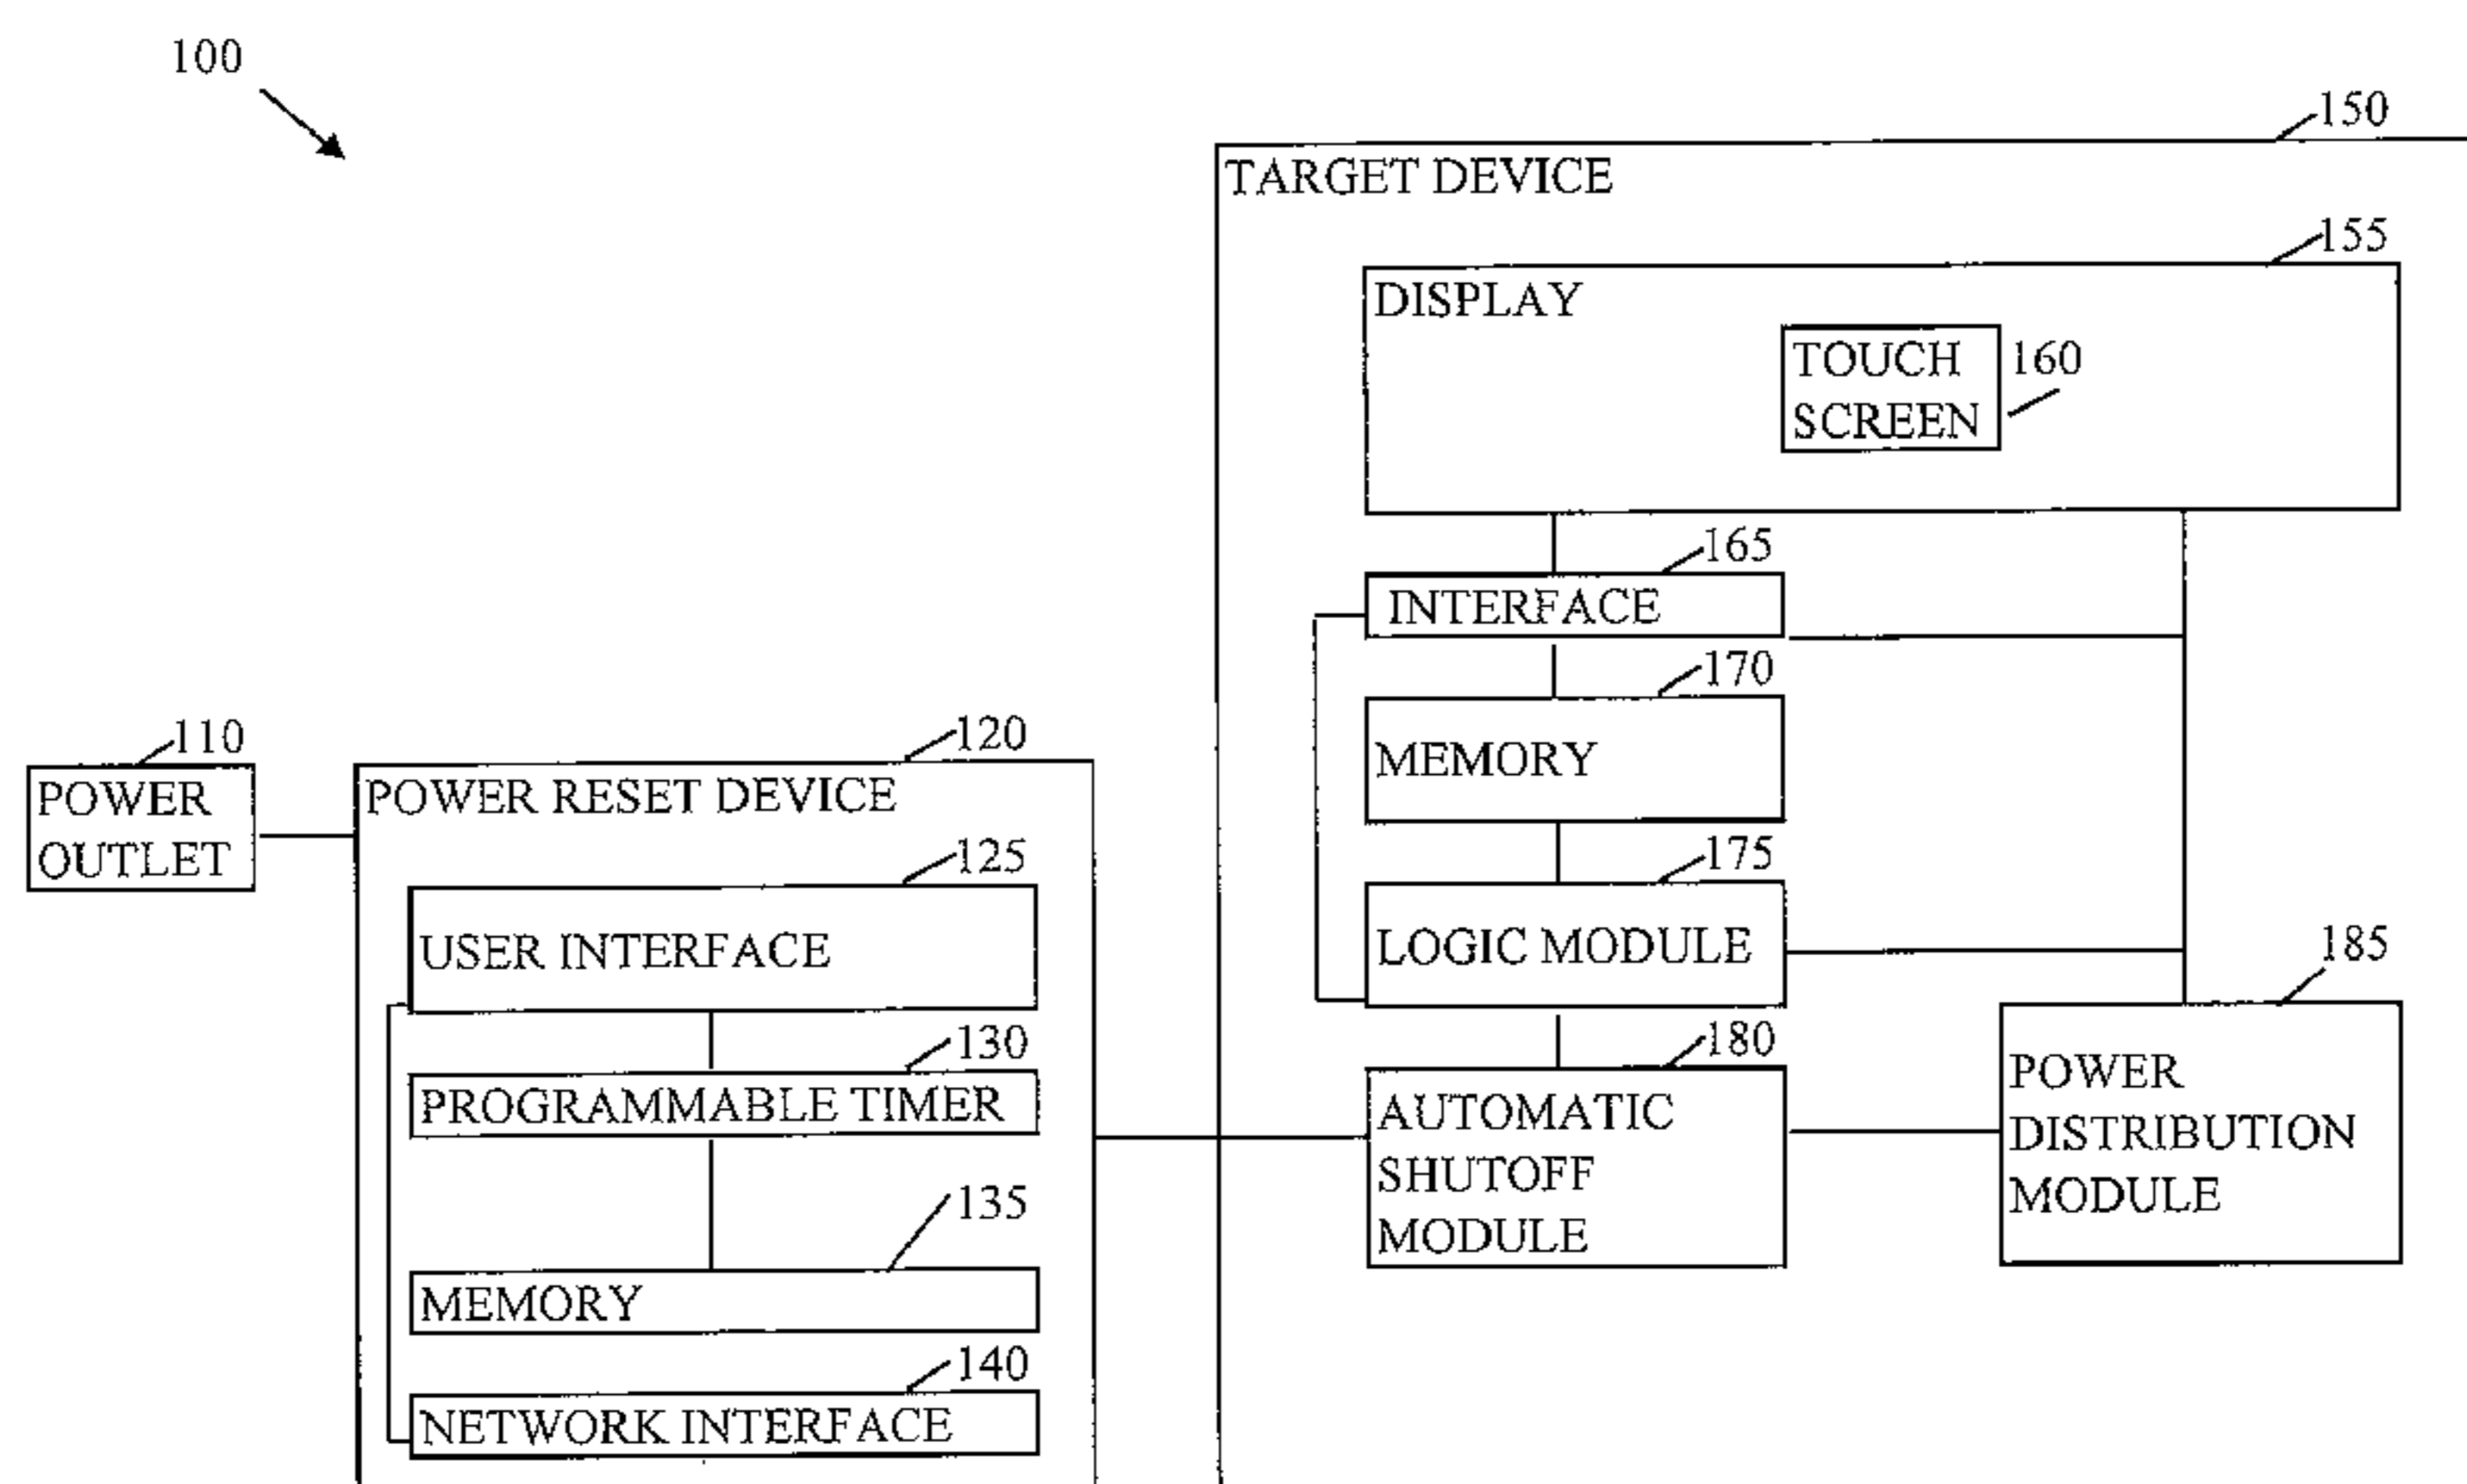 100
150
TARGET DEVICE
155
DISPLAY
TOUCH
SCREEN
160
165
INTERFACE
170
MEMORY
175
LOGIC MODULE
180
AUTOMATIC
SHUTOFF
MODULE
185
POWER
DISTRIBUTION
MODULE
110
POWER
OUTLET
120
POWER RESET DEVICE
125
USER INTERFACE
130
PROGRAMMABLE TIMER
135
MEMORY
140
NETWORK INTERFACE